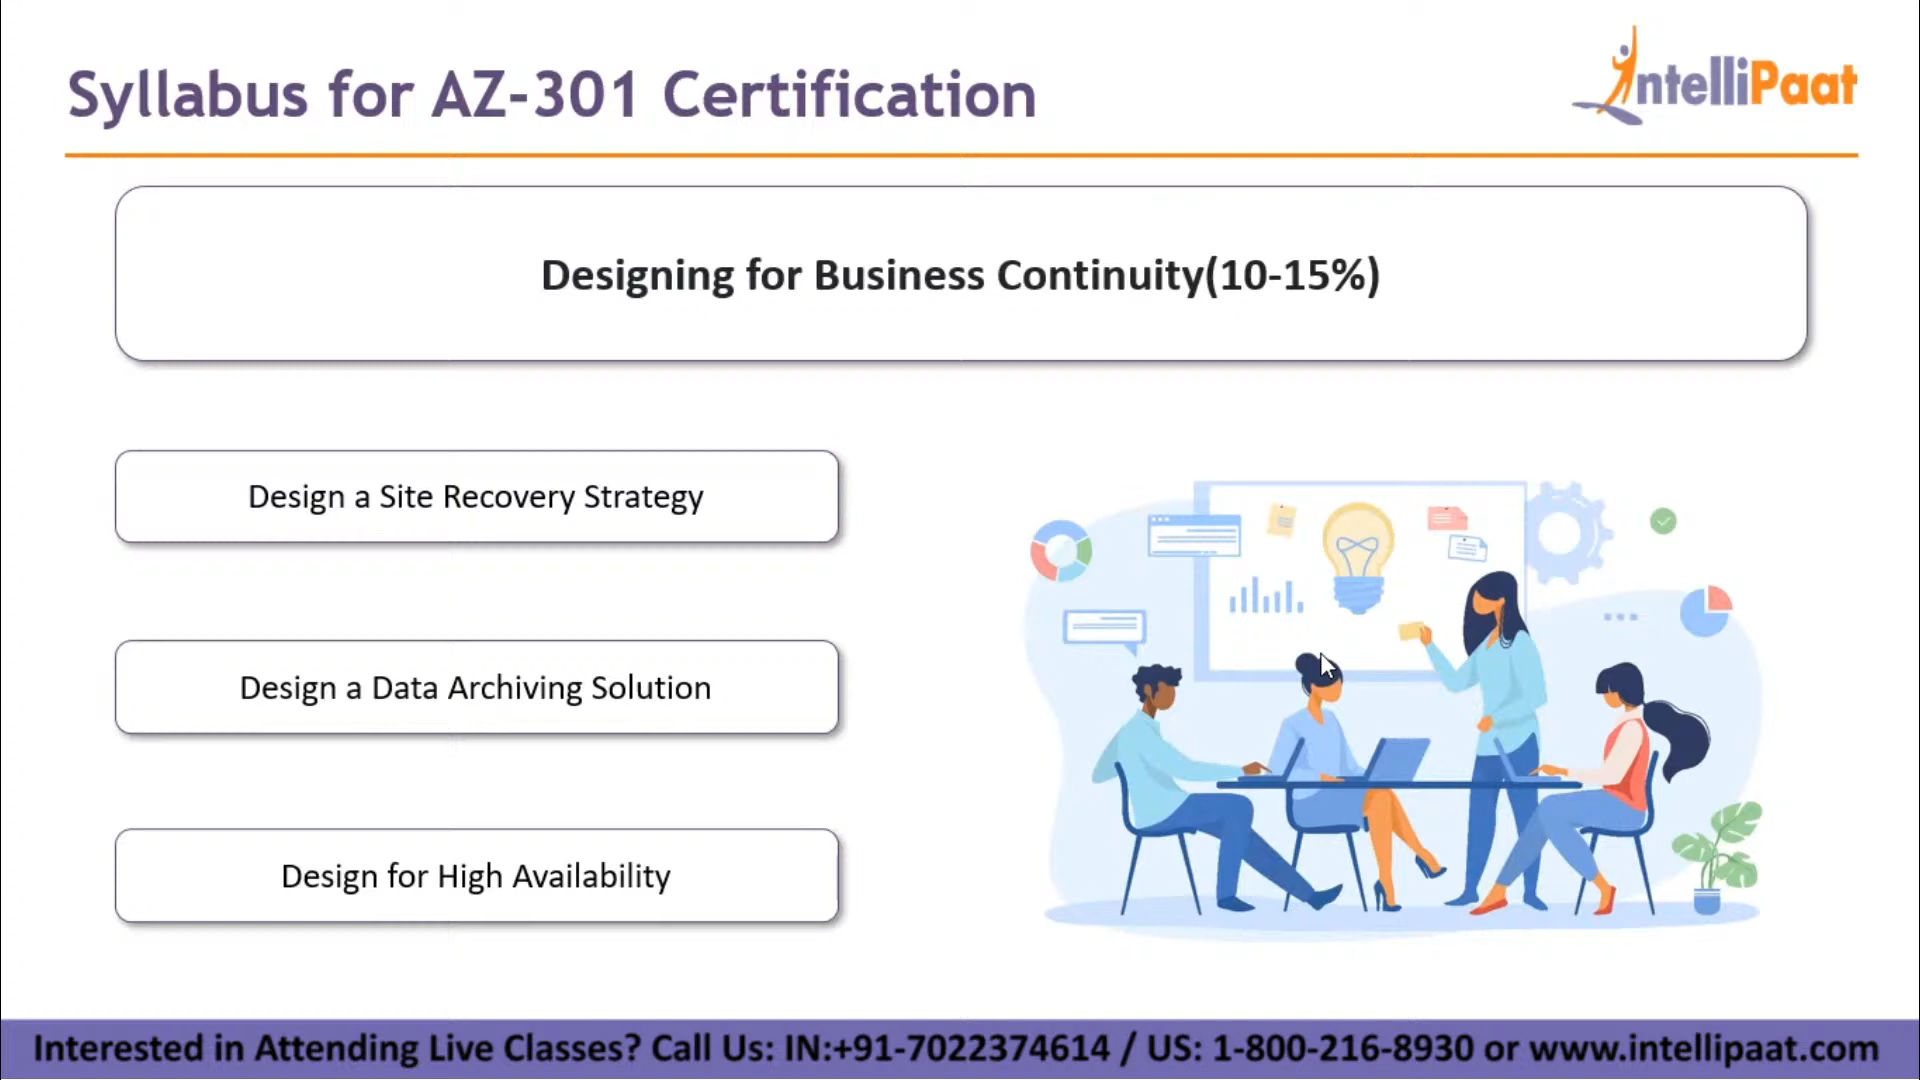 Syllabus for AZ-301 Certification
IntelliPaat
Designing for Business Continuity(10-15%)
Design a Site Recovery Strategy
Design a Data Archiving Solution
Design for High Availability
Interested in Attending Live Classes? Call Us: IN:+91-7022374614 / US: 1-800-216-8930 or www.intellipaat.com